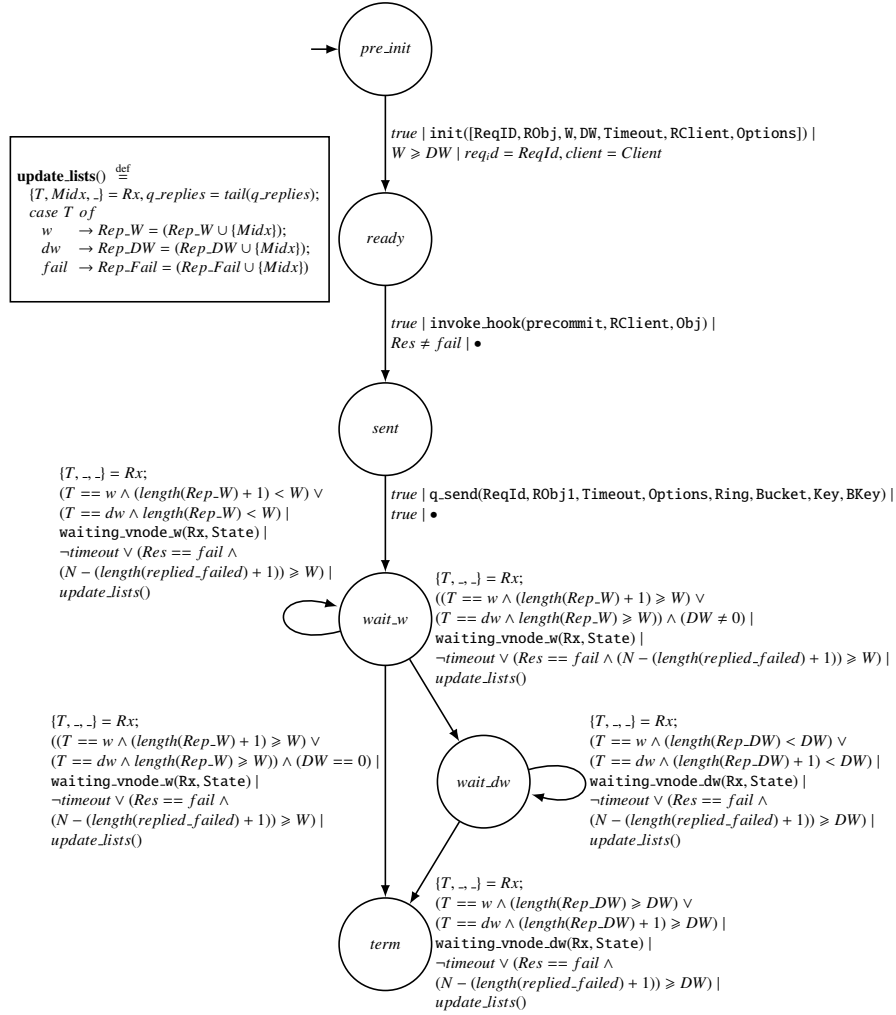 pre_init
true | init([ReqID, RObj, W, DW, Timeout, RClient, Options]) |
W ⩾ DW | req_id = ReqId, client = Client
update_lists() def=
{T, Midx, _} = Rx, q_replies = tail(q_replies);
case T of
w → Rep_W = (Rep_W ∪ {Midx});
dw → Rep_DW = (Rep_DW ∪ {Midx});
fail → Rep_Fail = (Rep_Fail ∪ {Midx})
ready
true | invoke_hook(precommit, RClient, Obj) |
Res ≠ fail | •
sent
true | q_send(ReqId, RObj1, Timeout, Options, Ring, Bucket, Key, BKey) |
true | •
{T, _, _} = Rx;
(T == w ∧ (length(Rep_W) + 1) < W) ∨
(T == dw ∧ length(Rep_W) < W) |
waiting_vnode_w(Rx, State) |
¬timeout ∨ (Res == fail ∧
(N − (length(replied_failed) + 1)) ⩾ W) |
update_lists()
wait_w
{T, _, _} = Rx;
((T == w ∧ (length(Rep_W) + 1) ⩾ W) ∨
(T == dw ∧ length(Rep_W) ⩾ W)) ∧ (DW ≠ 0) |
waiting_vnode_w(Rx, State) |
¬timeout ∨ (Res == fail ∧ (N − (length(replied_failed) + 1)) ⩾ W) |
update_lists()
{T, _, _} = Rx;
((T == w ∧ (length(Rep_W) + 1) ⩾ W) ∨
(T == dw ∧ length(Rep_W) ⩾ W)) ∧ (DW == 0) |
waiting_vnode_w(Rx, State) |
¬timeout ∨ (Res == fail ∧
(N − (length(replied_failed) + 1)) ⩾ W) |
update_lists()
wait_dw
{T, _, _} = Rx;
(T == w ∧ (length(Rep_DW) < DW) ∨
(T == dw ∧ (length(Rep_DW) + 1) < DW) |
waiting_vnode_dw(Rx, State) |
¬timeout ∨ (Res == fail ∧
(N − (length(replied_failed) + 1)) ⩾ DW) |
update_lists()
term
{T, _, _} = Rx;
(T == w ∧ (length(Rep_DW) ⩾ DW) ∨
(T == dw ∧ (length(Rep_DW) + 1) ⩾ DW) |
waiting_vnode_dw(Rx, State) |
¬timeout ∨ (Res == fail ∧
(N − (length(replied_failed) + 1)) ⩾ DW) |
update_lists()